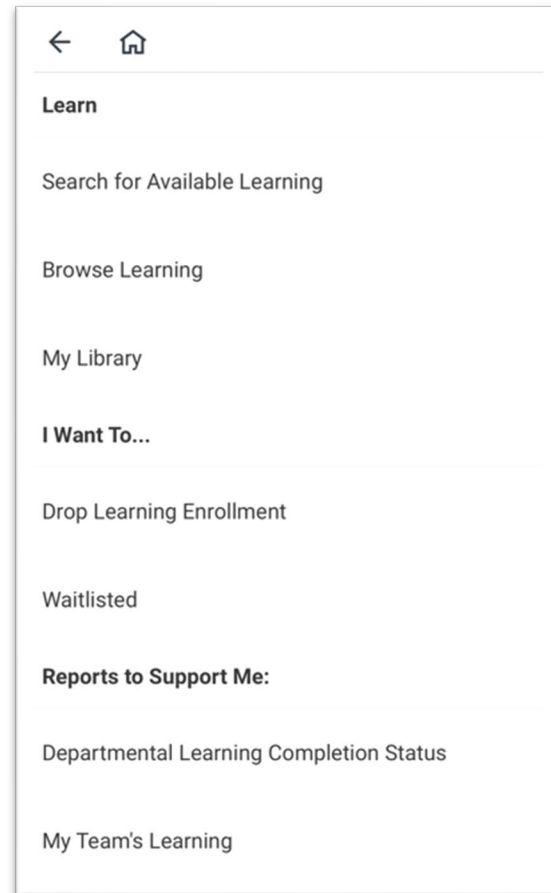 Learn
Search for Available Learning
Browse Learning
My Library
I Want To...
Drop Learning Enrollment
Waitlisted
Reports to Support Me:
Departmental Learning Completion Status
My Team's Learning